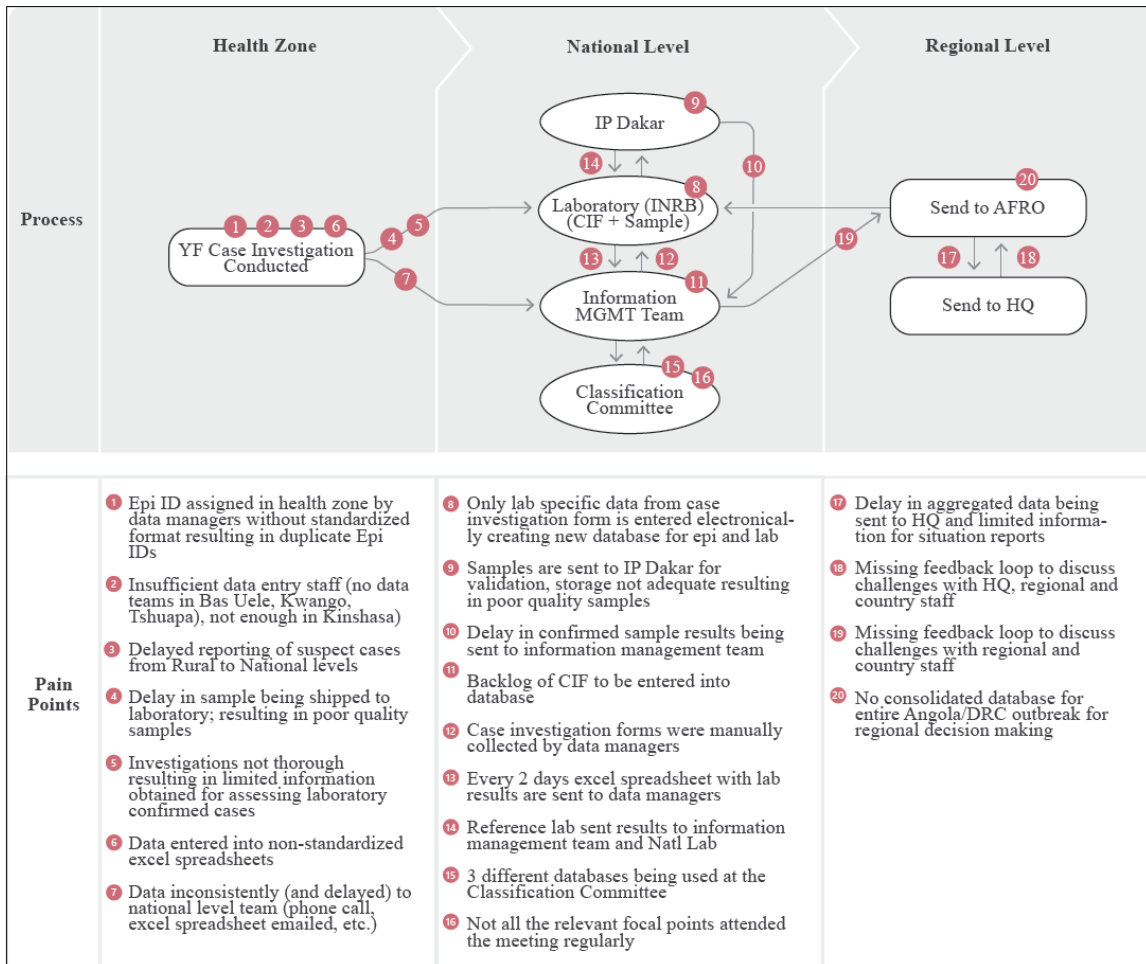 Health Zone
National Level
Regional Level
Process
1 2 3 6
YF Case Investigation
Conducted
4
5
7
9
IP Dakar
14
10
8
Laboratory (INRB)
(CIF + Sample)
13
12
11
Information
MGMT Team
15
16
Classification
Committee
19
20
Send to AFRO
17
18
Send to HQ
Pain
Points
1 Epi ID assigned in health zone by
data managers without standardized
format resulting in duplicate Epi
IDs
2 Insufficient data entry staff (no data
teams in Bas Uele, Kwango,
Tshuapa), not enough in Kinshasa)
3 Delayed reporting of suspect cases
from Rural to National levels
4 Delay in sample being shipped to
laboratory; resulting in poor quality
samples
5 Investigations not thorough
resulting in limited information
obtained for assessing laboratory
confirmed cases
6 Data entered into non-standardized
excel spreadsheets
7 Data inconsistently (and delayed) to
national level team (phone call,
excel spreadsheet emailed, etc.)
8 Only lab specific data from case
investigation form is entered electronical-
ly creating new database for epi and lab
9 Samples are sent to IP Dakar for
validation, storage not adequate resulting
in poor quality samples
10 Delay in confirmed sample results being
sent to information management team
11 Backlog of CIF to be entered into
database
12 Case investigation forms were manually
collected by data managers
13 Every 2 days excel spreadsheet with lab
results are sent to data managers
14 Reference lab sent results to information
management team and Natl Lab
15 3 different databases being used at the
Classification Committee
16 Not all the relevant focal points attended
the meeting regularly
17 Delay in aggregated data being
sent to HQ and limited informa-
tion for situation reports
18 Missing feedback loop to discuss
challenges with HQ, regional and
country staff
19 Missing feedback loop to discuss
challenges with regional and
country staff
20 No consolidated database for
entire Angola/DRC outbreak for
regional decision making